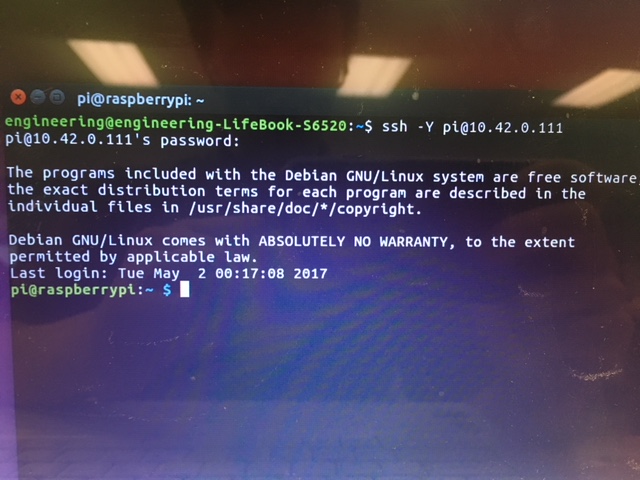 pi@raspberrypi: ~
engineering@engineering-LifeBook-S6520:~$ ssh -Y pi@10.42.0.111
pi@10.42.0.111's password:
The programs included with the Debian GNU/Linux system are free software;
the exact distribution terms for each program are described in the
individual files in /usr/share/doc/*/copyright.
Debian GNU/Linux comes with ABSOLUTELY NO WARRANTY, to the extent
permitted by applicable law.
Last login: Tue May  2 00:17:08 2017
pi@raspberrypi:~ $